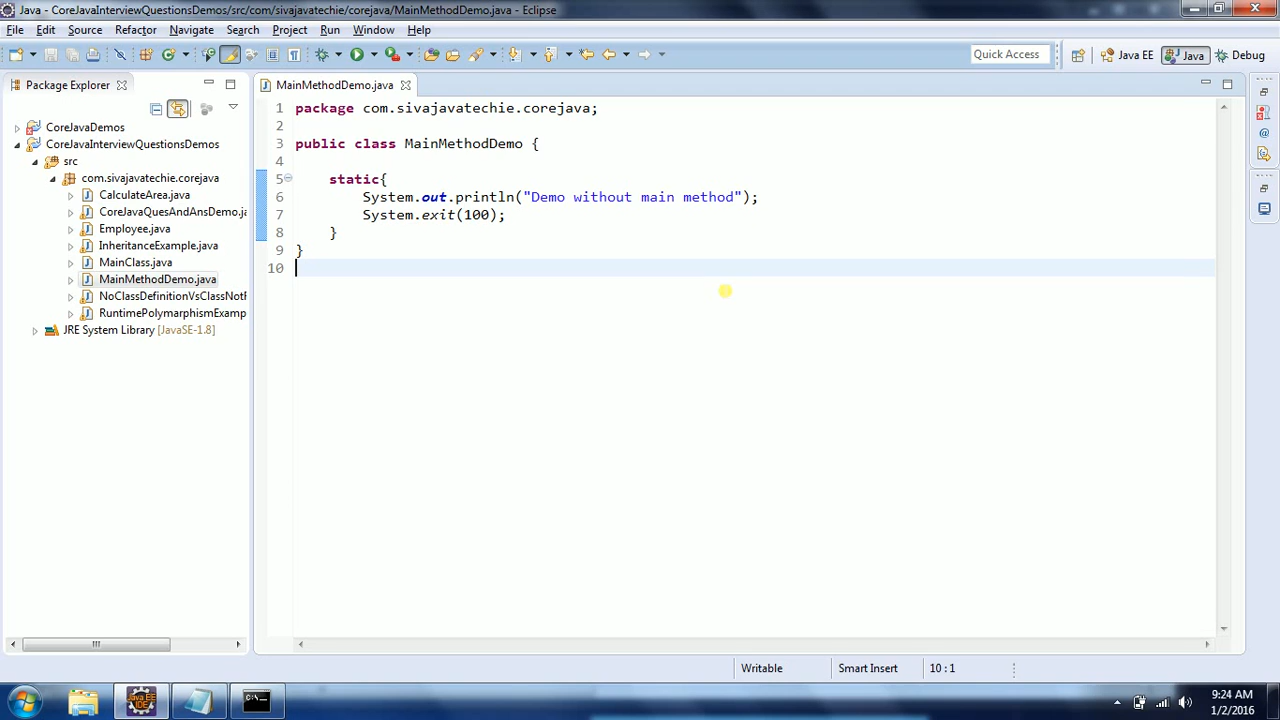 Java - CoreJavaInterviewQuestionsDemos/src/com/sivajavatechie/corejava/MainMethodDemo.java - Eclipse
File Edit Source Refactor Navigate Search Project Run Window Help
Quick Access Java EE Java Debug
Package Explorer
MainMethodDemo.java
CoreJavaDemos
CoreJavaInterviewQuestionsDemos
src
com.sivajavatechie.corejava
CalculateArea.java
CoreJavaQuesAndAnsDemo.ja
Employee.java
InheritanceExample.java
MainClass.java
MainMethodDemo.java
NoClassDefinitionVsClassNotF
RuntimePolymorphismExamp
JRE System Library [JavaSE-1.8]
1 package com.sivajavatechie.corejava;
2
3 public class MainMethodDemo {
4
5 static{
6 System.out.println("Demo without main method");
7 System.exit(100);
8 }
9 }
10
Writable Smart Insert 10 : 1
Java EE
IDE
9:24 AM
1/2/2016